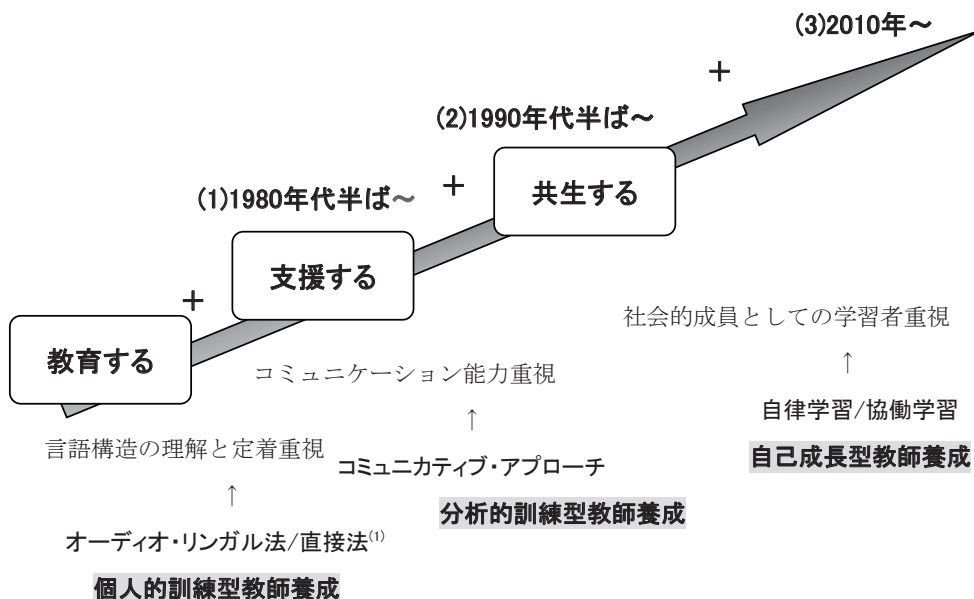 (3)2010年～
＋
(2)1990年代半ば～
＋
共生する
(1)1980年代半ば～
支援する
＋
教育する
社会的成員としての学習者重視
↑
自律学習/協働学習
自己成長型教師養成
コミュニケーション能力重視
↑
コミュニカティブ・アプローチ
分析的訓練型教師養成
言語構造の理解と定着重視
↑
オーディオ・リンガル法/直接法(1)
個人的訓練型教師養成